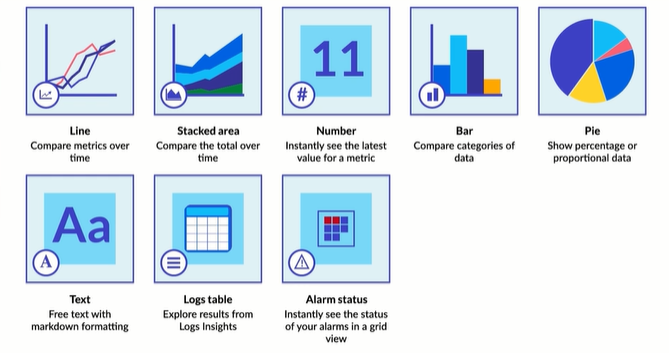 11
#
Line
Compare metrics over
time
Stacked area
Compare the total over
time
Number
Instantly see the latest
value for a metric
Bar
Compare categories of
data
Pie
Show percentage or
proportional data
Aa
A
Text
Free text with
markdown formatting
Logs table
Explore results from
Logs Insights
Alarm status
Instantly see the status
of your alarms in a grid
view